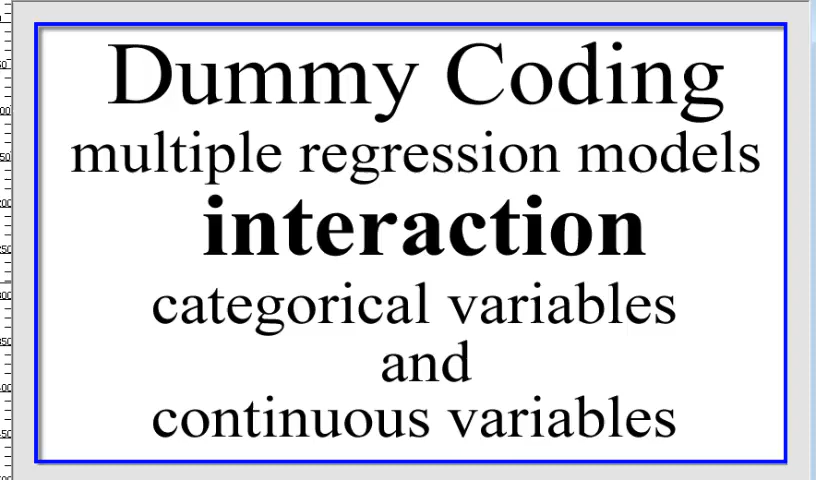 Dummy Coding
multiple regression models
interaction
categorical variables
and
continuous variables